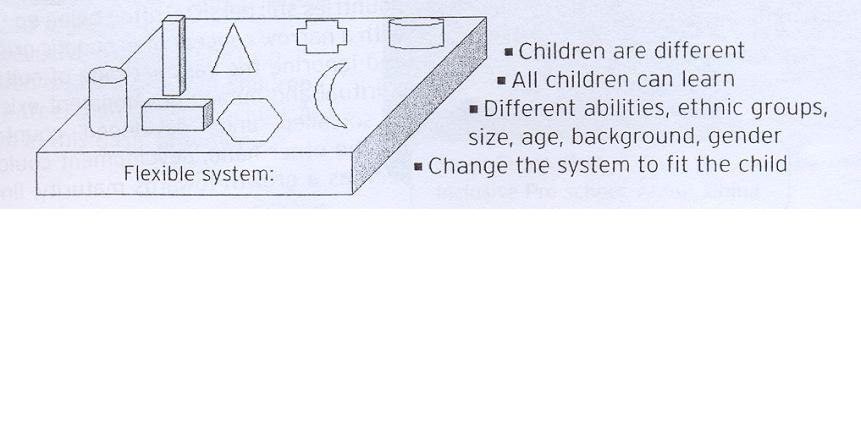 ▪ Children are different
▪ All children can learn
▪ Different abilities, ethnic groups,
size, age, background, gender
▪ Change the system to fit the child
Flexible system: